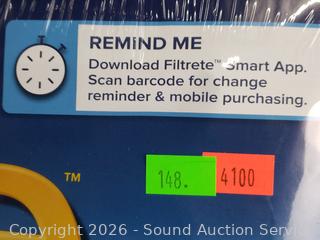 REMIND ME
Download Filtrete™ Smart App.
Scan barcode for change
reminder & mobile purchasing.
™
148.
4100
Copyright 2026 - Sound Auction Service